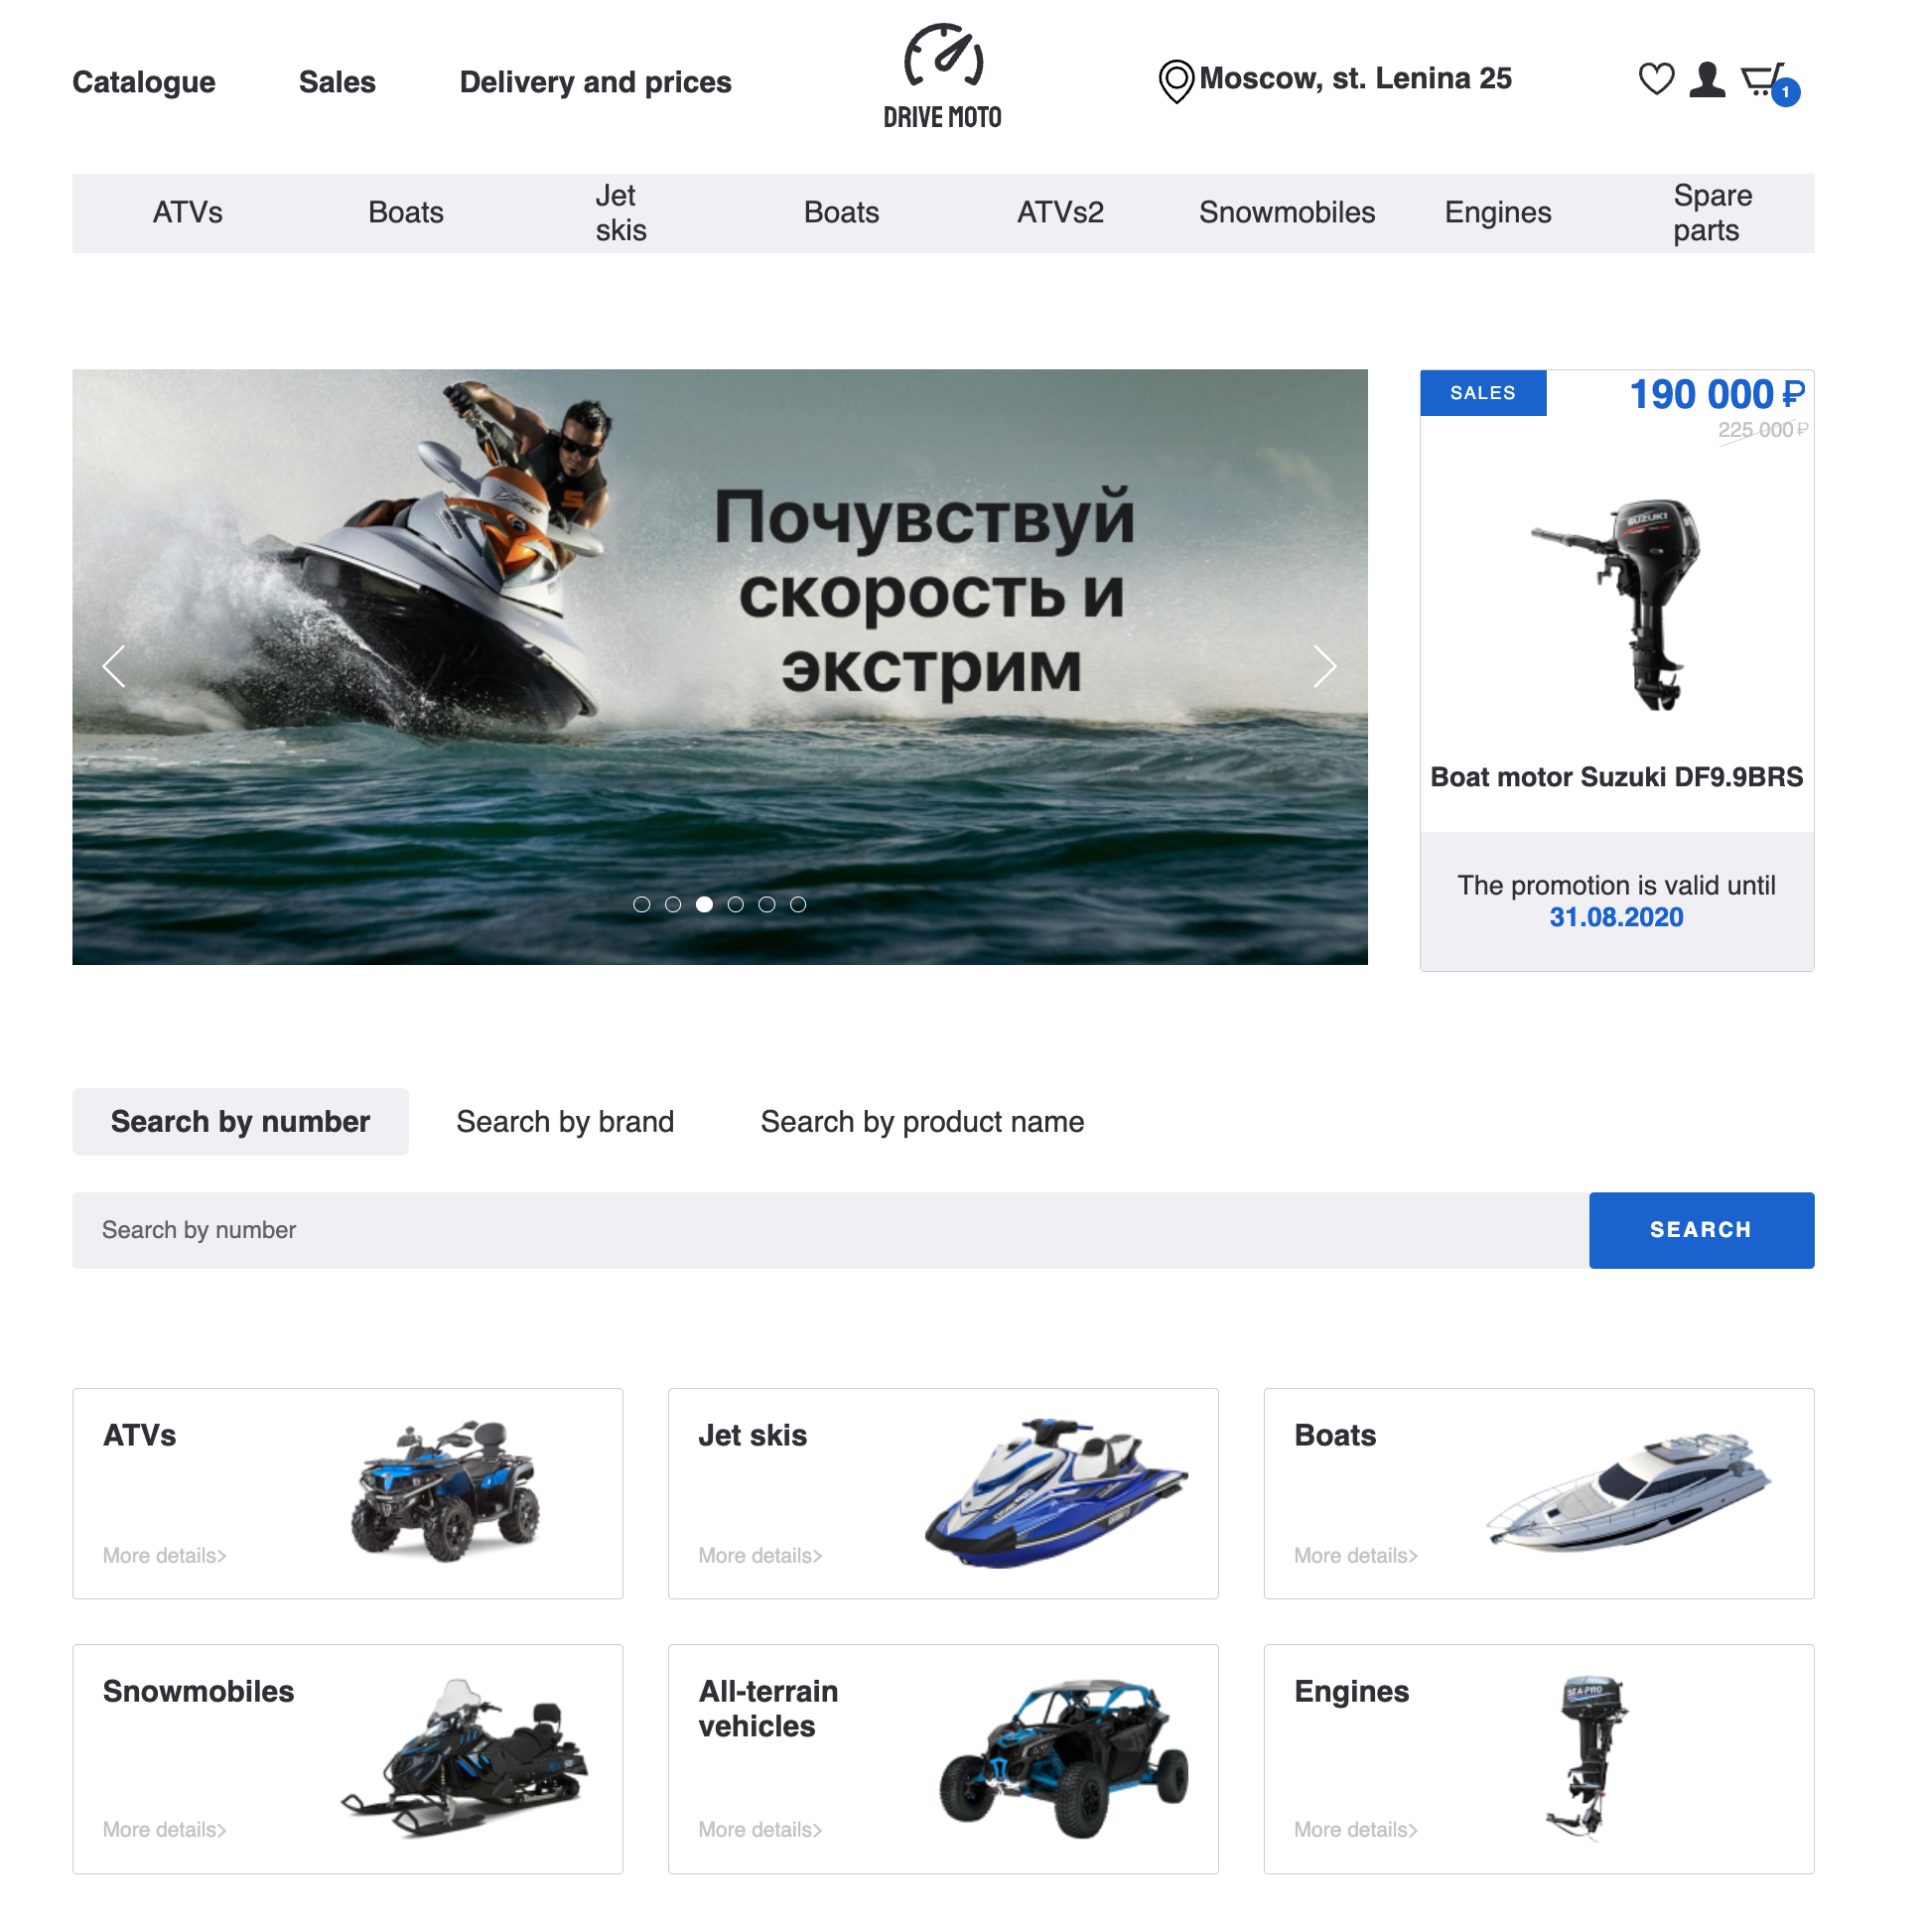 Catalogue
Sales
Delivery and prices
DRIVE MOTO
Moscow, st. Lenina 25
1
ATVs
Boats
Jet
skis
Boats
ATVs2
Snowmobiles
Engines
Spare
parts
Почувствуй
скорость и
экстрим
SALES
190 000 ₽
225 000 ₽
SUZUKI
Boat motor Suzuki DF9.9BRS
The promotion is valid until
31.08.2020
Search by number
Search by brand
Search by product name
Search by number
SEARCH
ATVs
More details>
Jet skis
More details>
Boats
More details>
Snowmobiles
More details>
All-terrain
vehicles
More details>
Engines
SEA-PRO
More details>